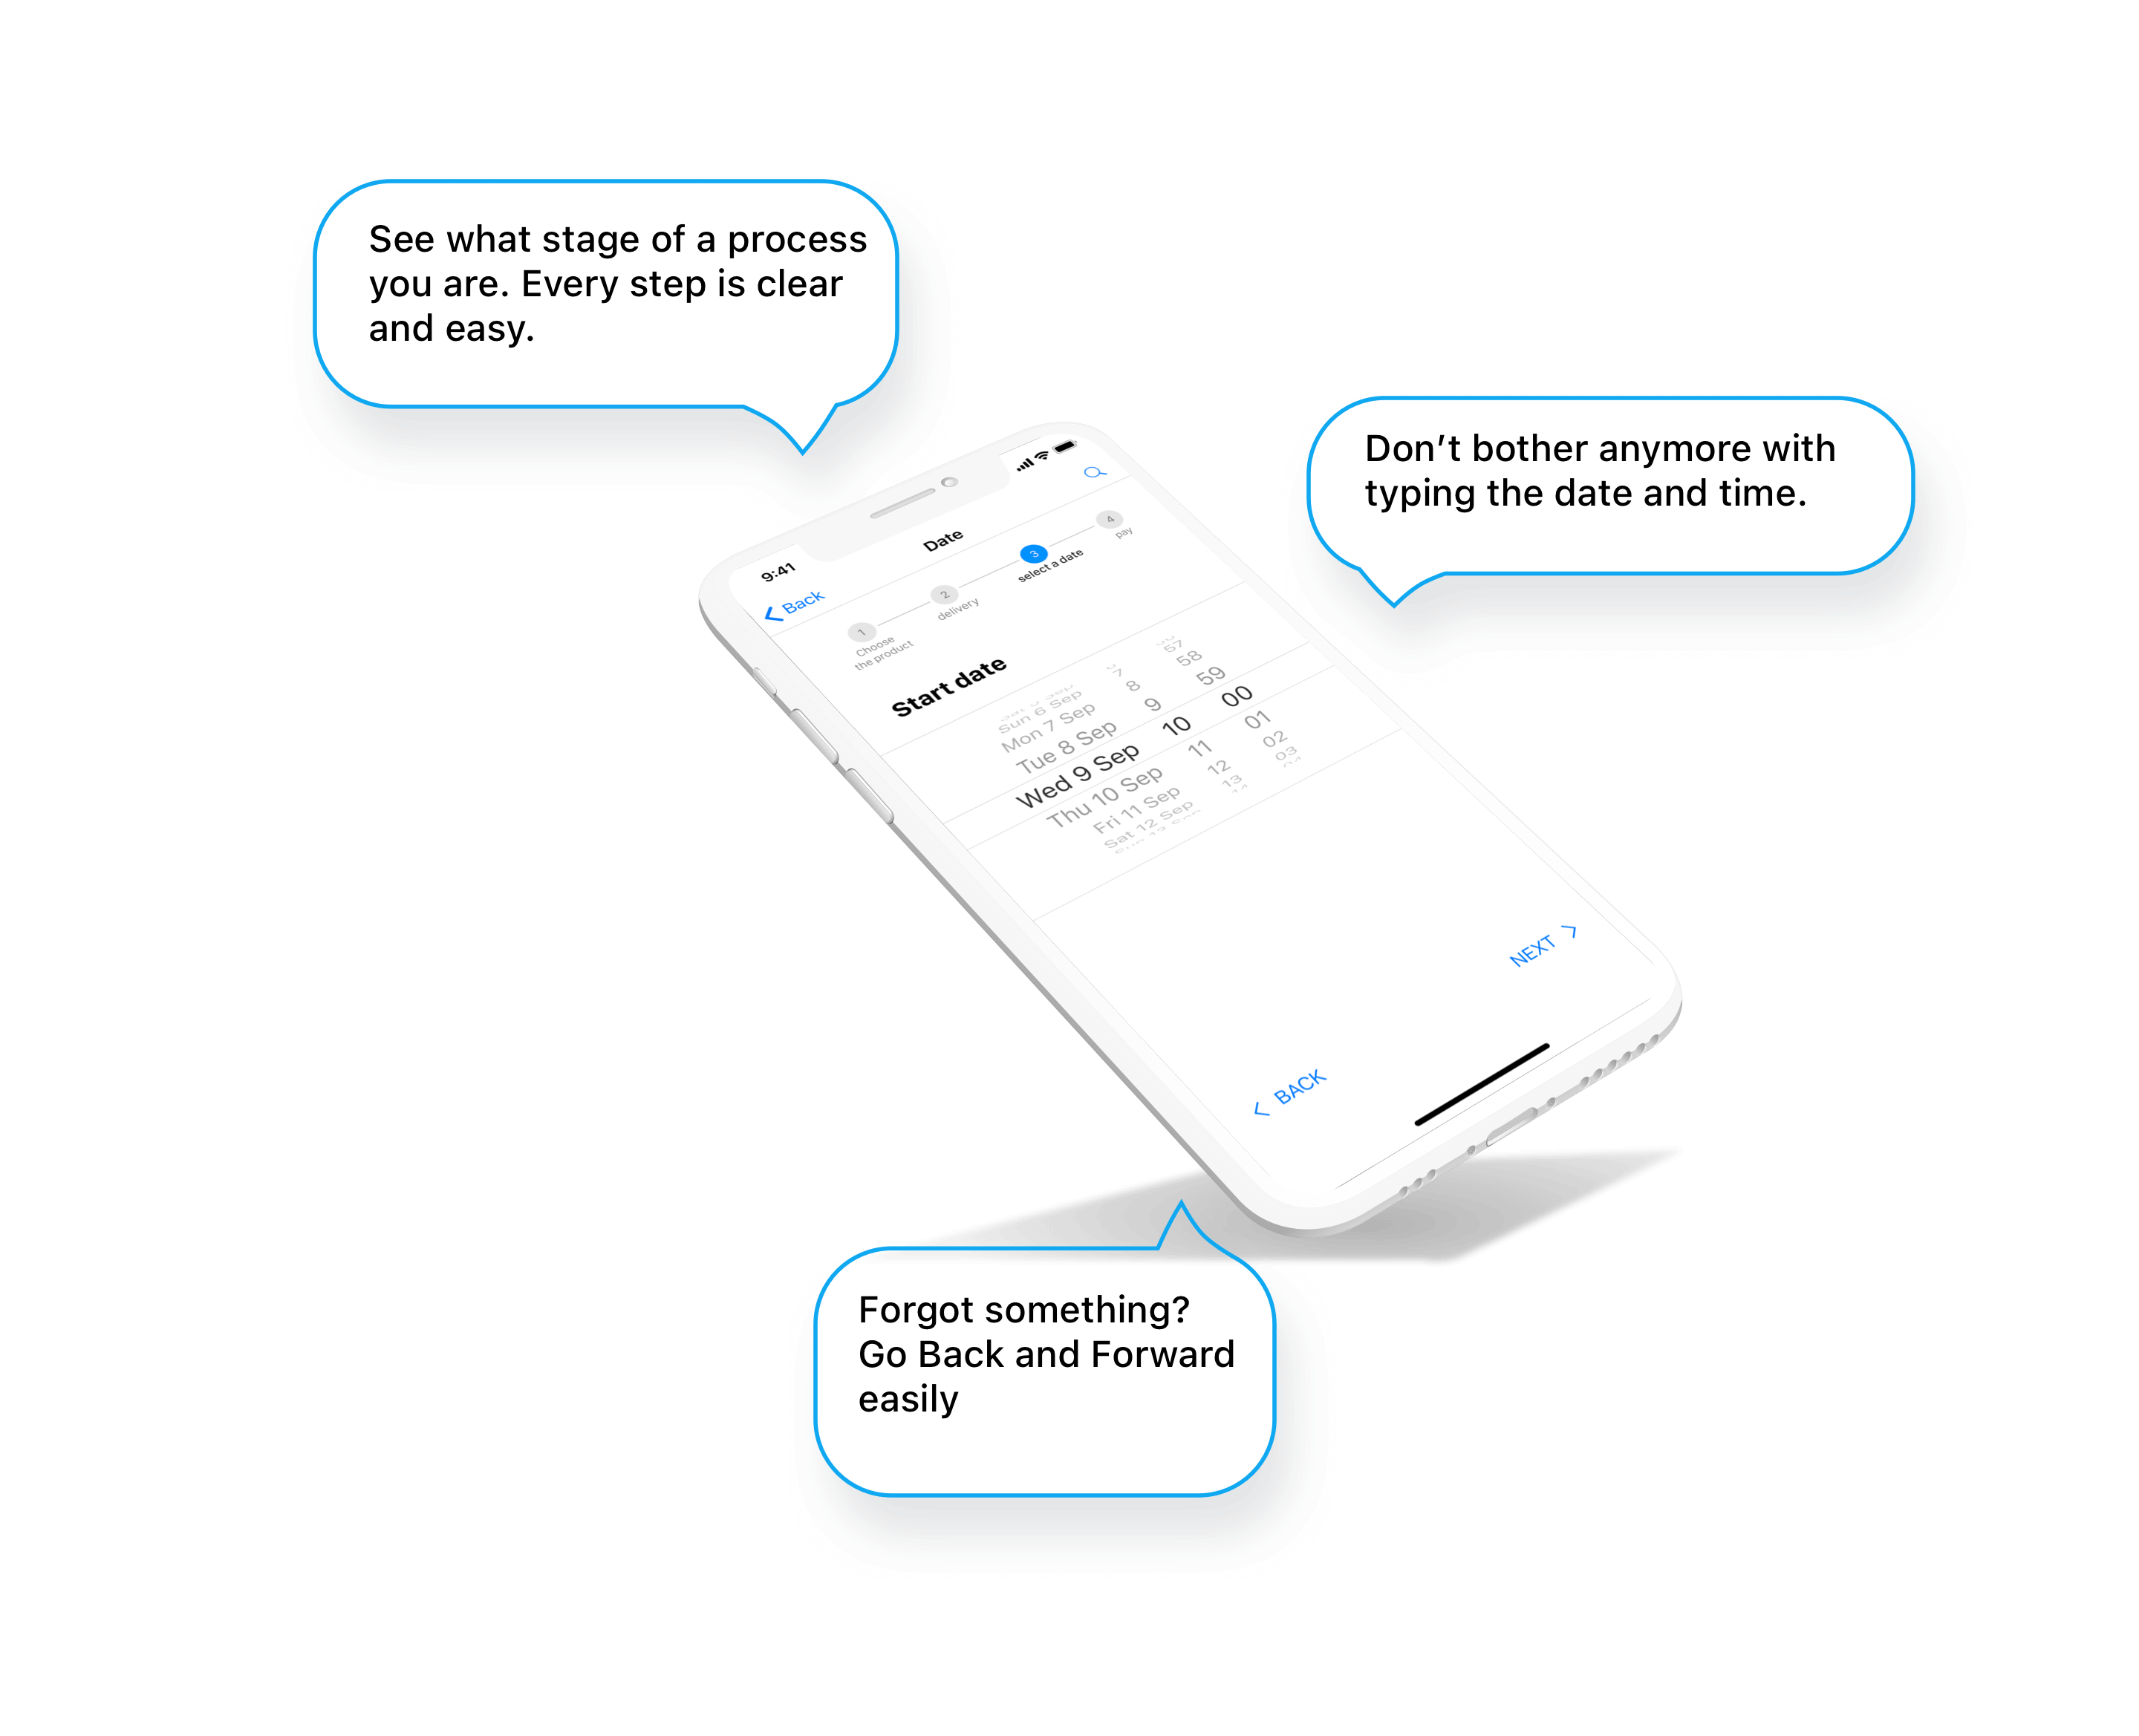 See what stage of a process
you are. Every step is clear
and easy.
Don’t bother anymore with
typing the date and time.
9:41
Back
Date
1
Choose
the product
2
delivery
3
select a date
4
pay
Start date
Sun 6 Sep 7 57
Mon 7 Sep 8 58
Tue 8 Sep 9 59
Wed 9 Sep 10 00
Thu 10 Sep 11 01
Fri 11 Sep 12 02
Sat 12 Sep 13 03
NEXT
BACK
Forgot something?
Go Back and Forward
easily